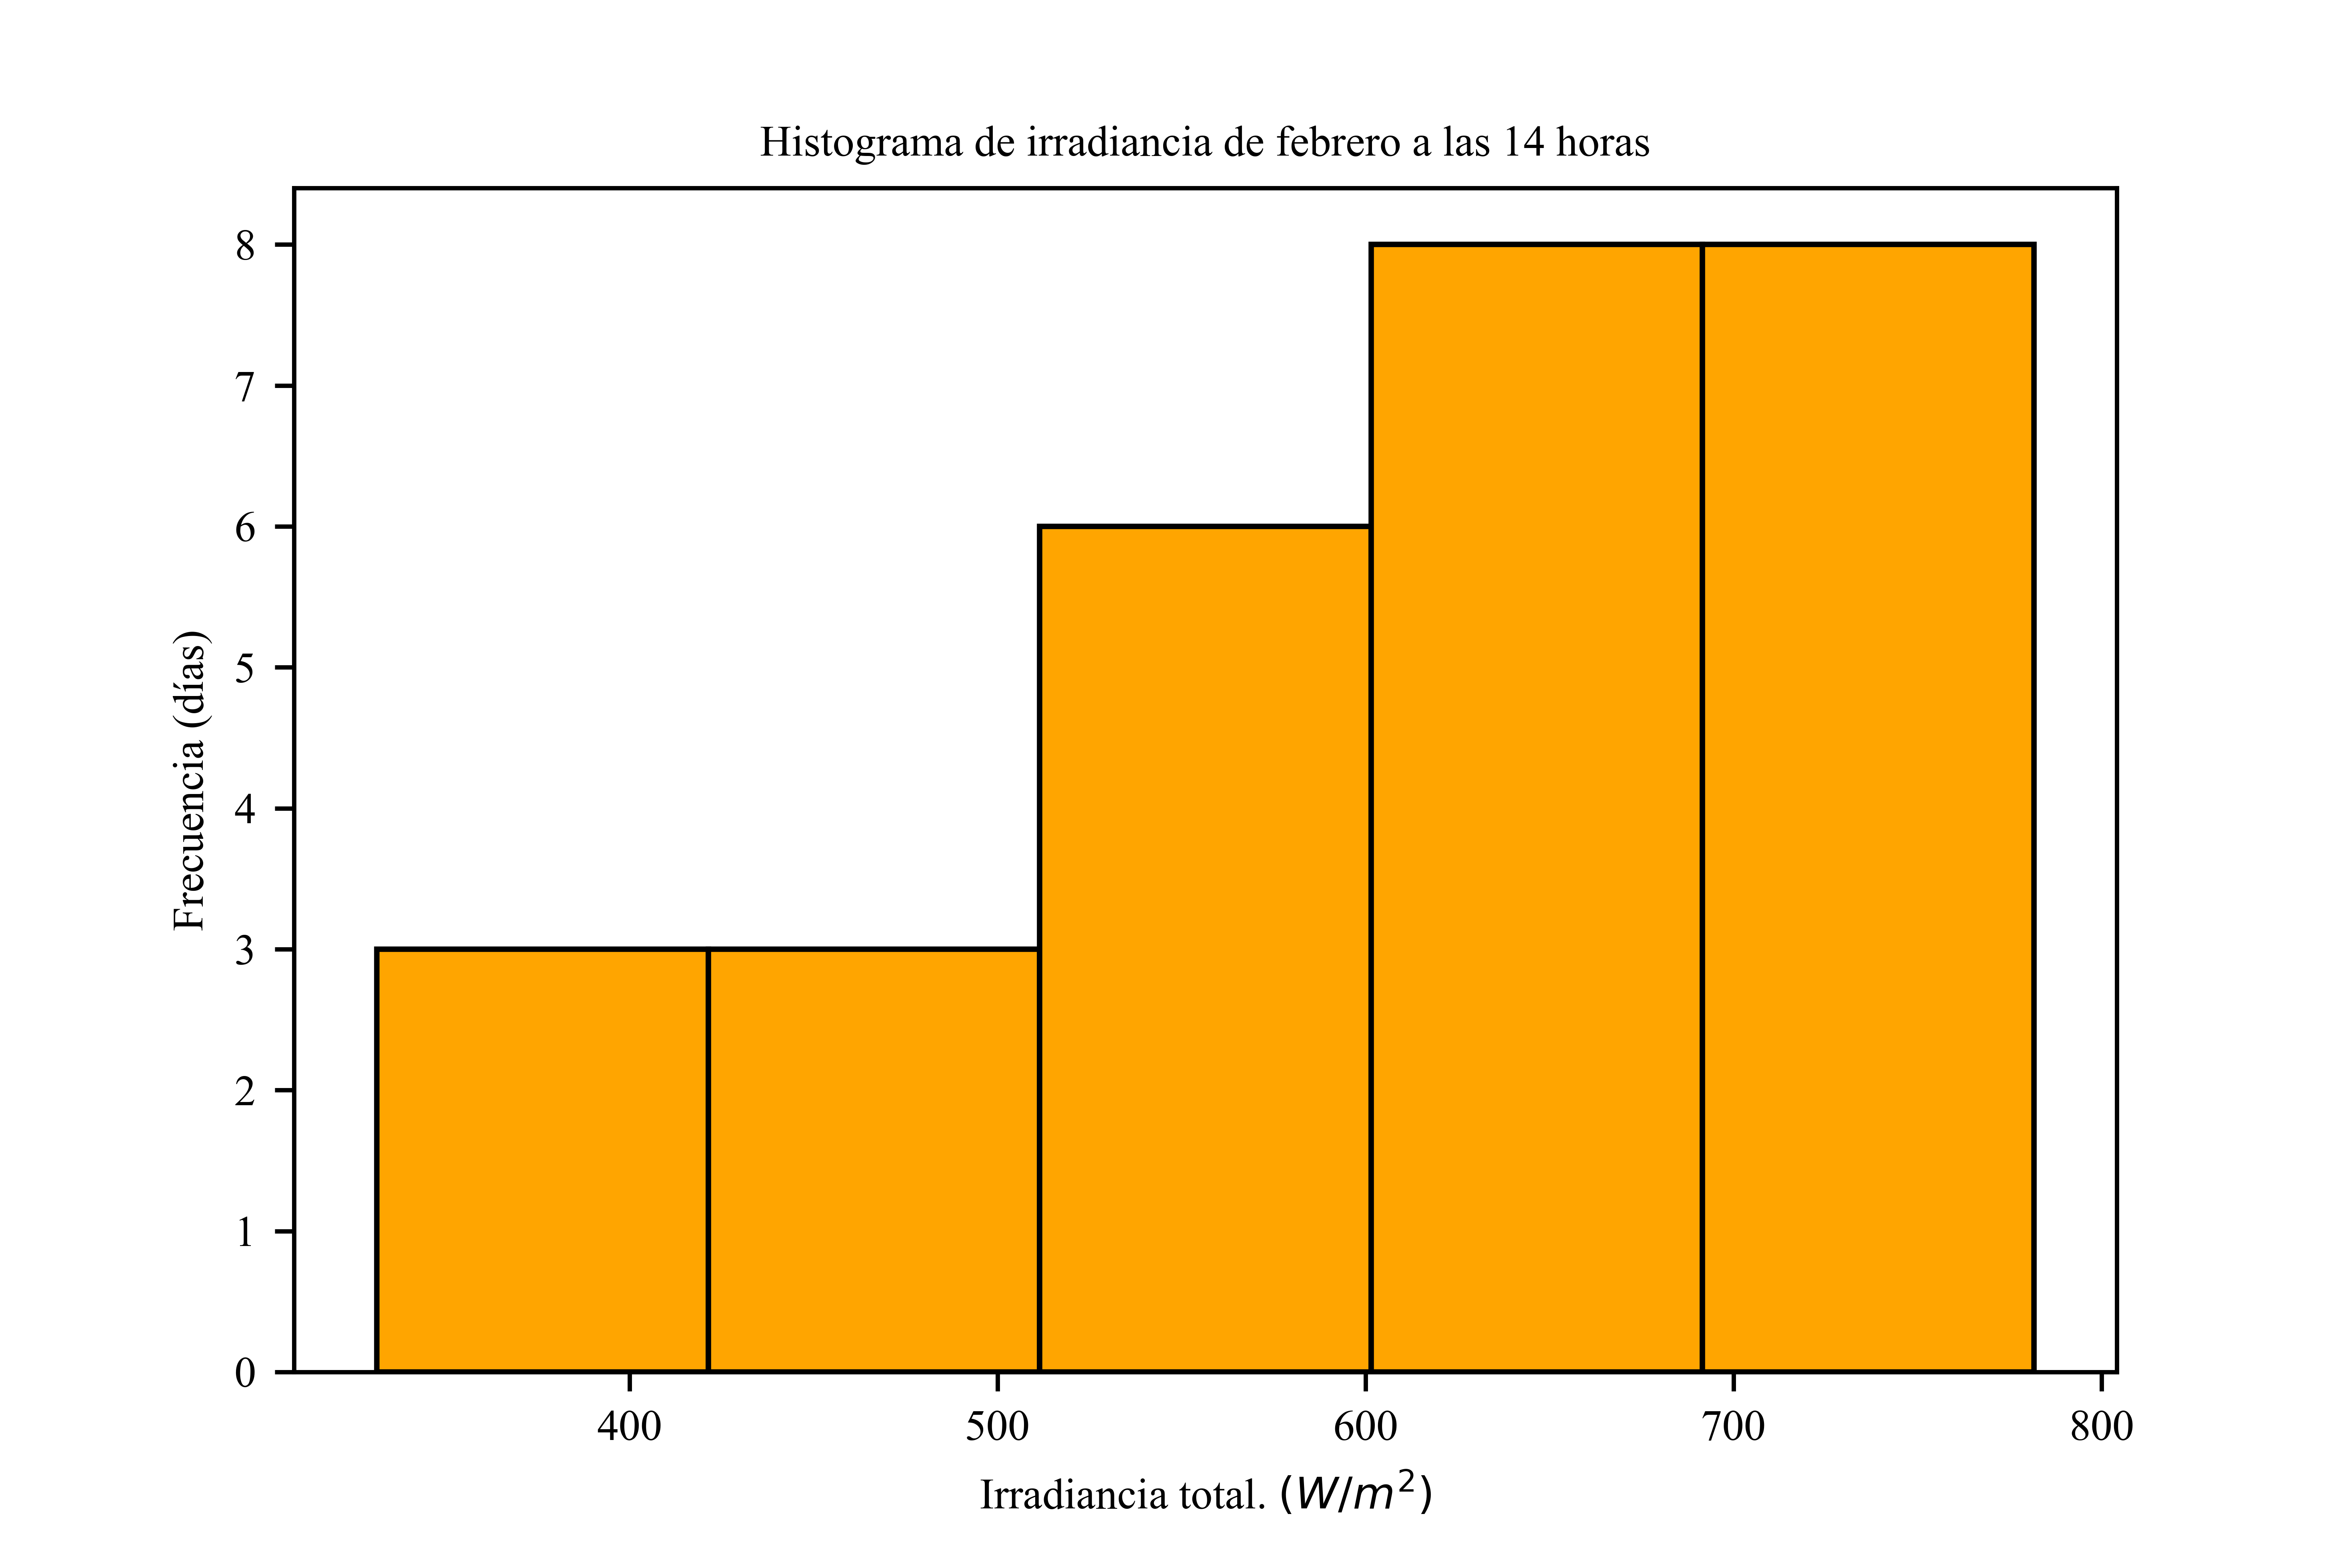 Histograma de irradiancia de febrero a las 14 horas
8
7
6
5
4
3
2
1
0
Frecuencia (días)
400 500 600 700 800
Irradiancia total. (W/m²)